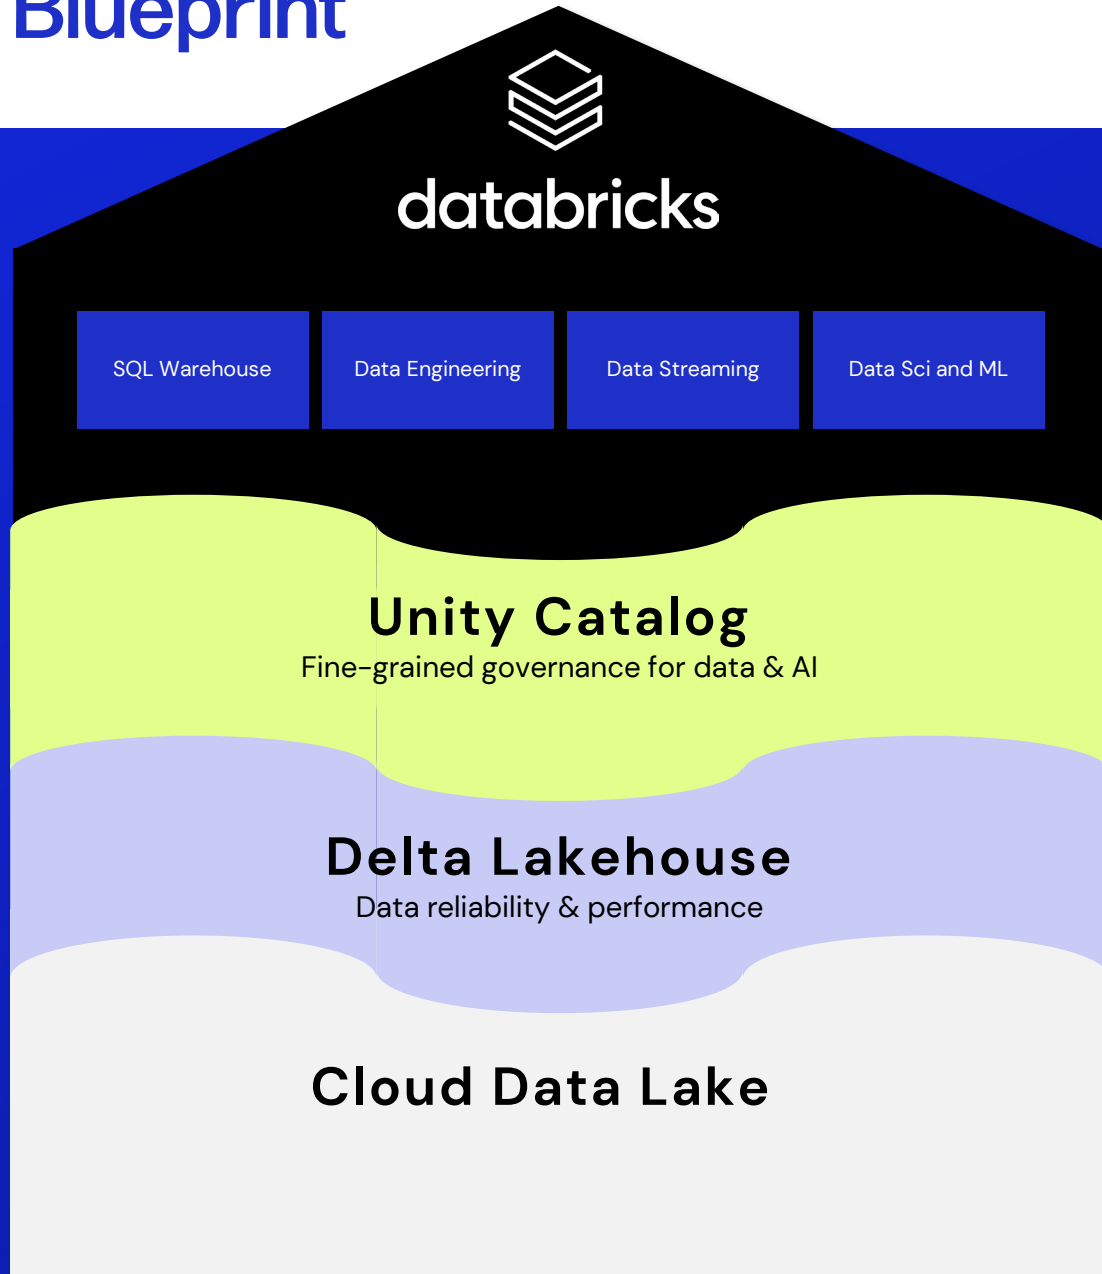 Blueprint
databricks
SQL Warehouse
Data Engineering
Data Streaming
Data Sci and ML
Unity Catalog
Fine-grained governance for data & AI
Delta Lakehouse
Data reliability & performance
Cloud Data Lake